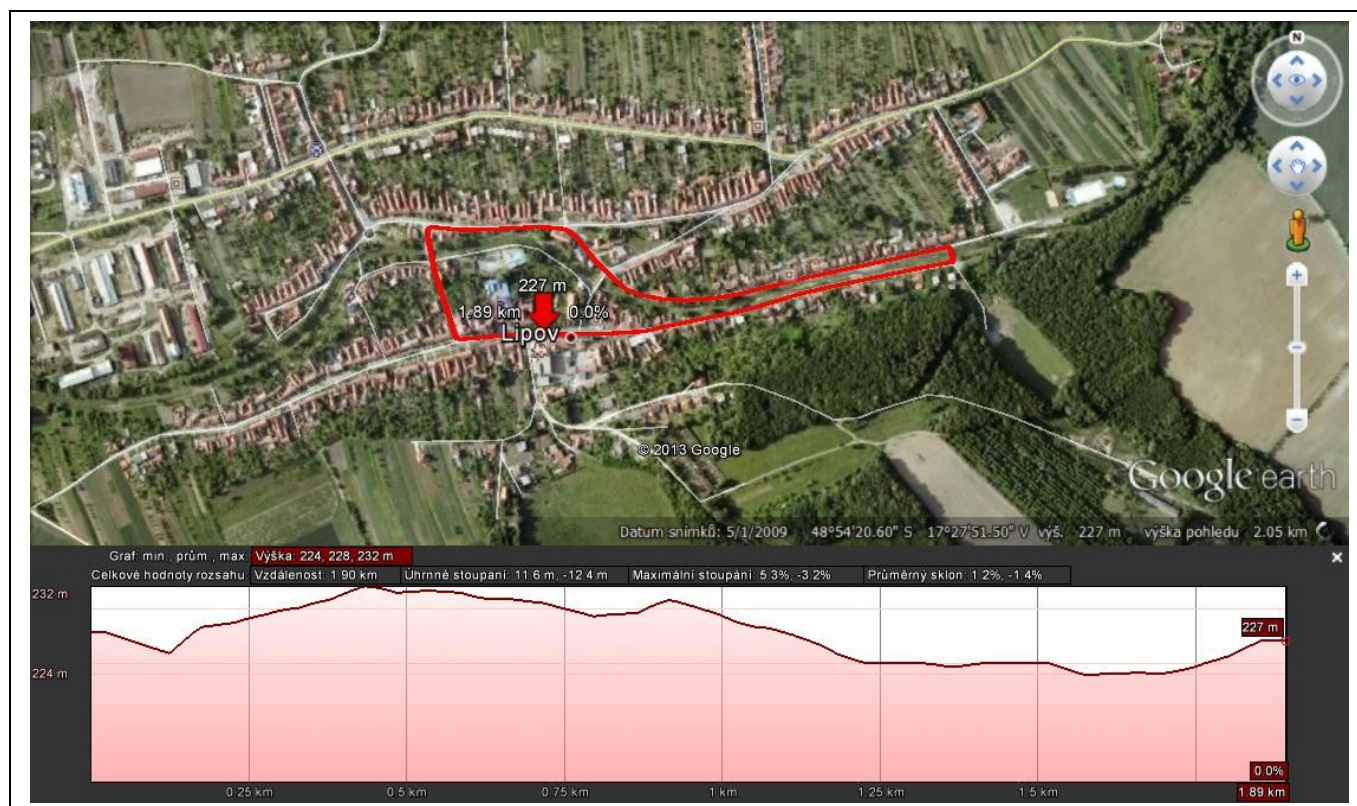 N
227 m
1.89 km 0.0%
Lipov
© 2013 Google
Google earth
Datum snímků: 5/1/2009 48°54'20.60" S 17°27'51.50" V výš. 227 m výška pohledu 2.05 km
Graf: min., prům., max. Výška: 224, 228, 232 m
Celkové hodnoty rozsahu: Vzdálenost: 1.90 km Úhrnné stoupaní: 11.6 m, -12.4 m Maximální stoupání: 5.3%, -3.2% Průměrný sklon: 1.2%, -1.4%
232 m
227 m
224 m
0.0%
0.25 km 0.5 km 0.75 km 1 km 1.25 km 1.5 km 1.89 km